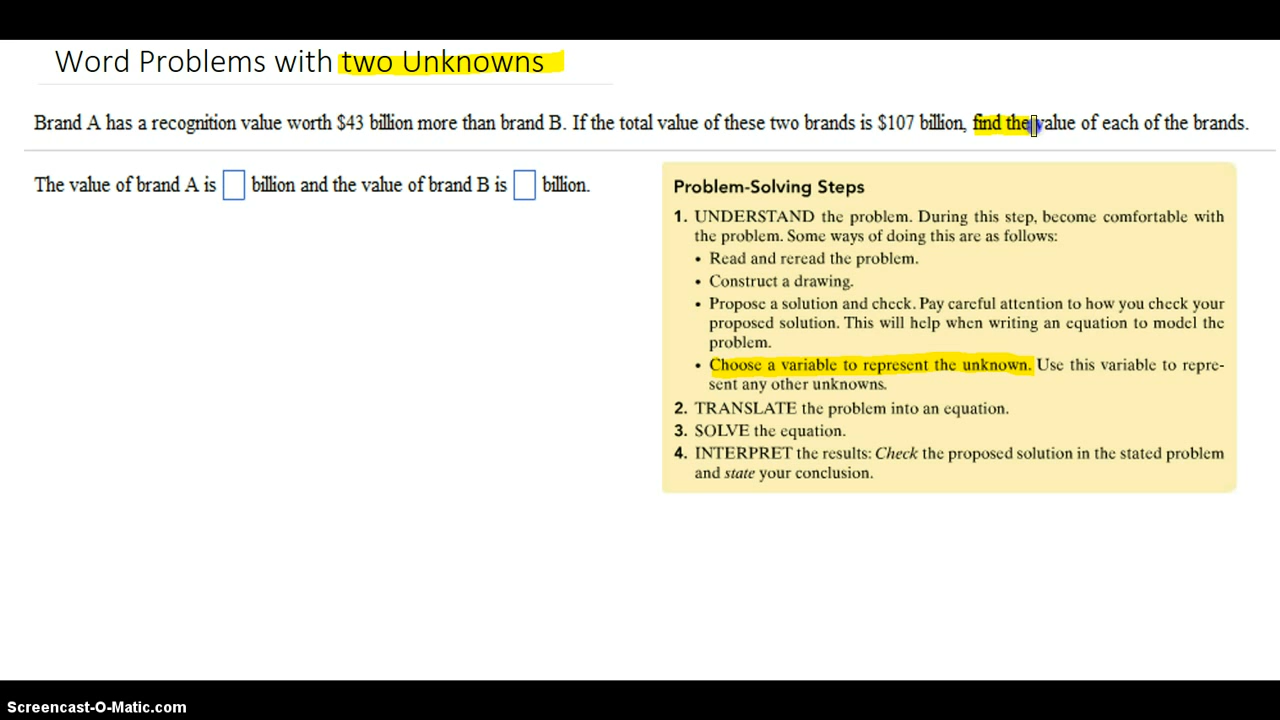 Word Problems with two Unknowns
Brand A has a recognition value worth $43 billion more than brand B. If the total value of these two brands is $107 billion, find the value of each of the brands.
The value of brand A is billion and the value of brand B is billion.
Problem-Solving Steps
1. UNDERSTAND the problem. During this step, become comfortable with
the problem. Some ways of doing this are as follows:
• Read and reread the problem.
• Construct a drawing.
• Propose a solution and check. Pay careful attention to how you check your
proposed solution. This will help when writing an equation to model the
problem.
• Choose a variable to represent the unknown. Use this variable to repre-
sent any other unknowns.
2. TRANSLATE the problem into an equation.
3. SOLVE the equation.
4. INTERPRET the results: Check the proposed solution in the stated problem
and state your conclusion.
Screencast-O-Matic.com